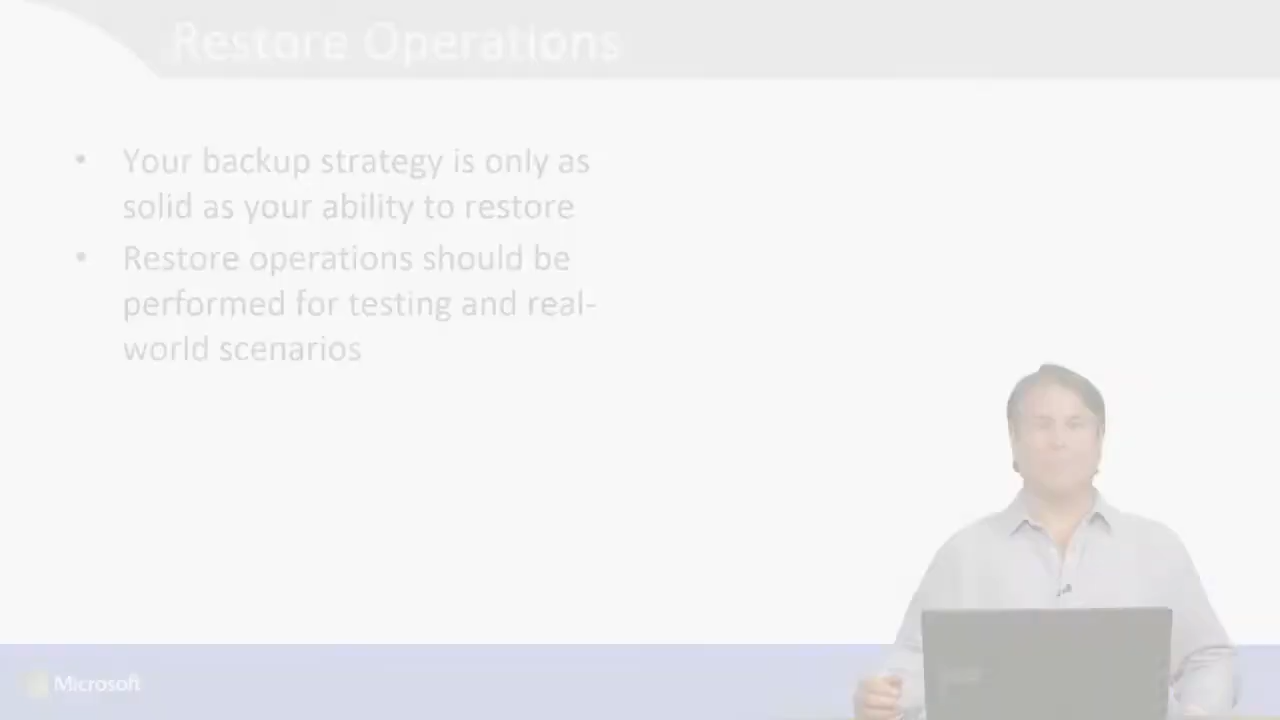 Restore Operations
• Your backup strategy is only as
solid as your ability to restore
• Restore operations should be
performed for testing and real-
world scenarios
Microsoft